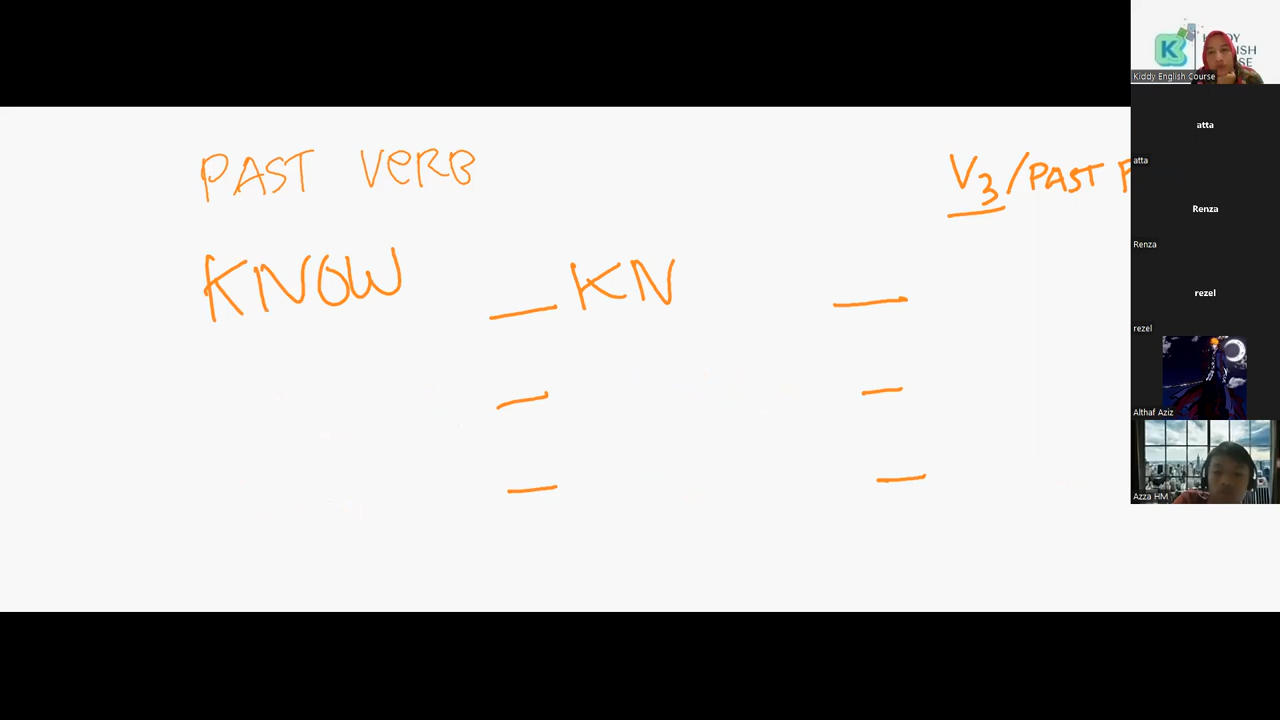 PAST VERB
V3/PAST P
KNOW — KN —
— —
— —
K
Kiddy English Course
atta
atta
Renza
Renza
rezel
rezel
Althaf Aziz
Azza HM